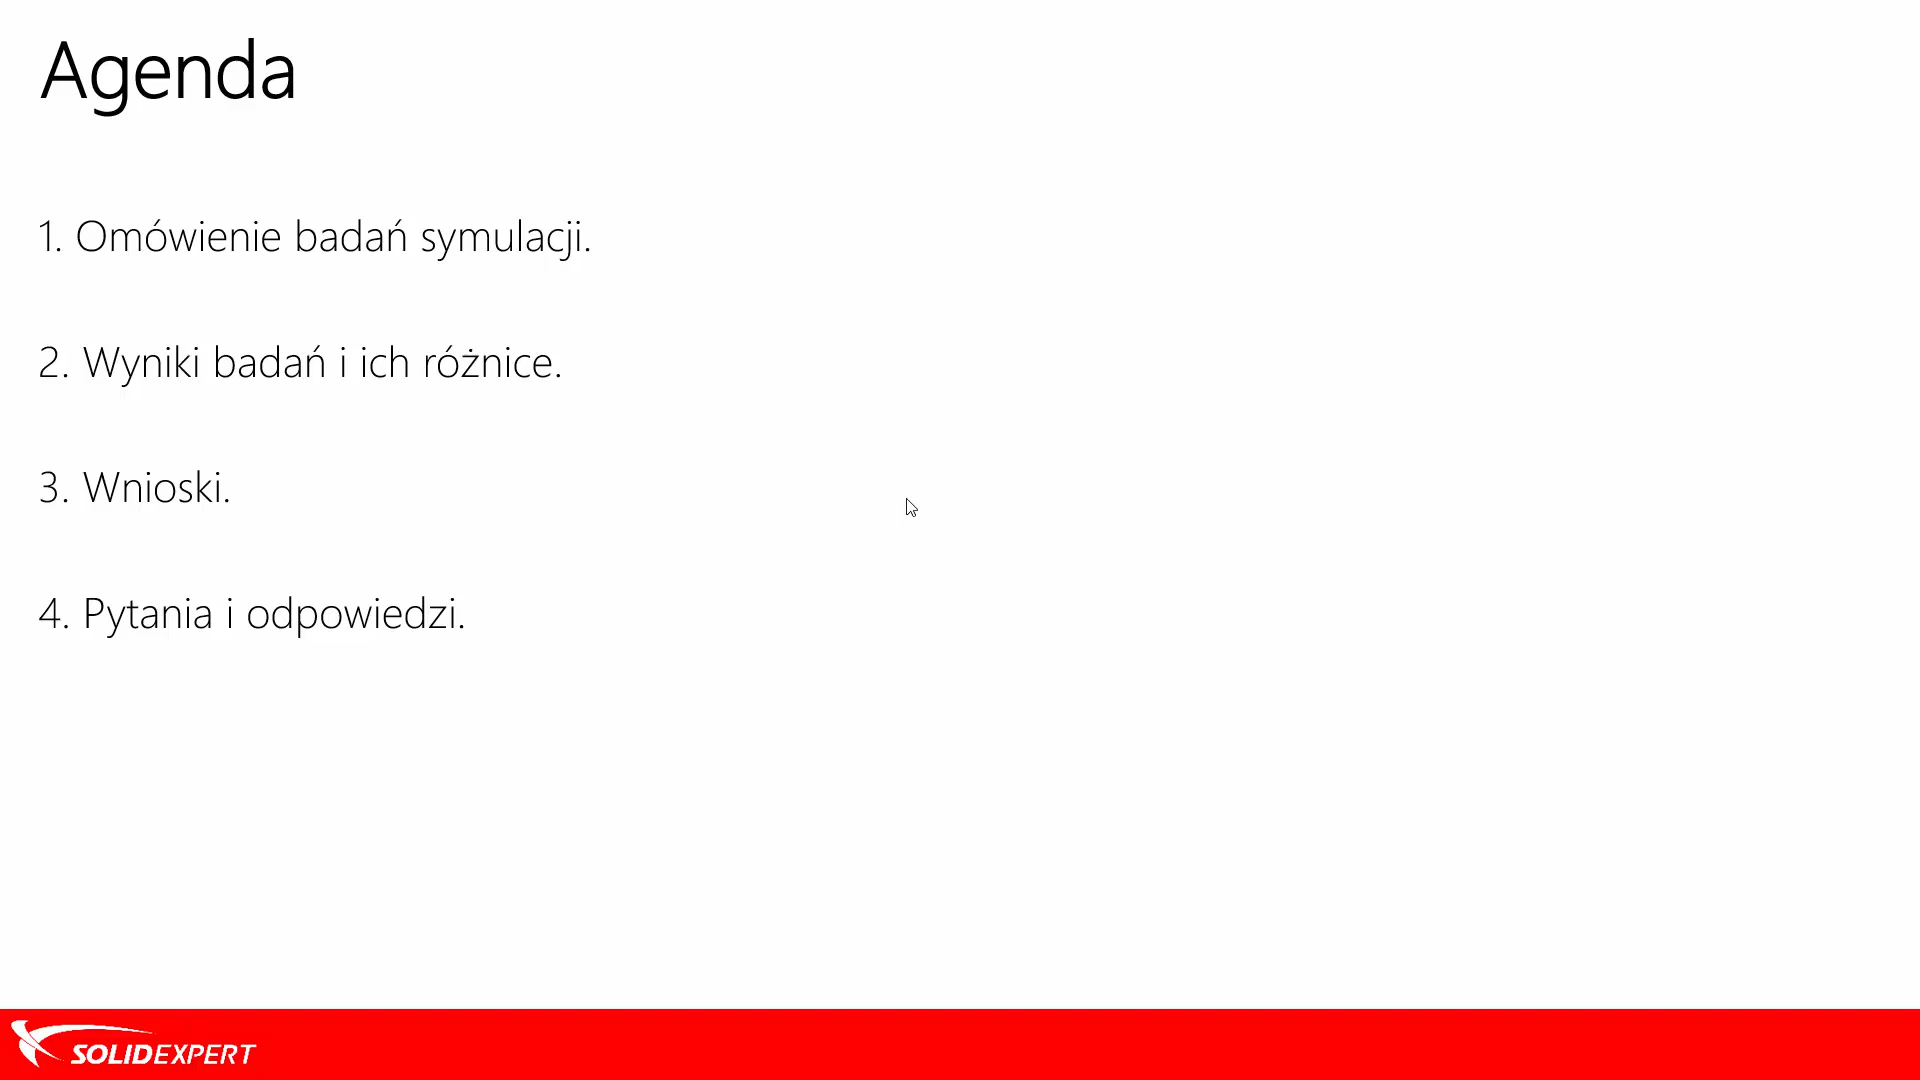 Agenda
1. Omówienie badań symulacji.
2. Wyniki badań i ich różnice.
3. Wnioski.
4. Pytania i odpowiedzi.
SOLIDEXPERT